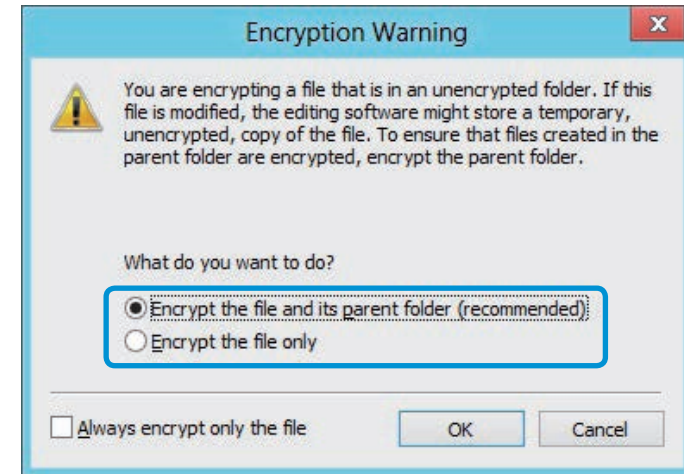 Encryption Warning
x
You are encrypting a file that is in an unencrypted folder. If this
file is modified, the editing software might store a temporary,
unencrypted, copy of the file. To ensure that files created in the
parent folder are encrypted, encrypt the parent folder.
What do you want to do?
Encrypt the file and its parent folder (recommended)
Encrypt the file only
Always encrypt only the file
OK
Cancel